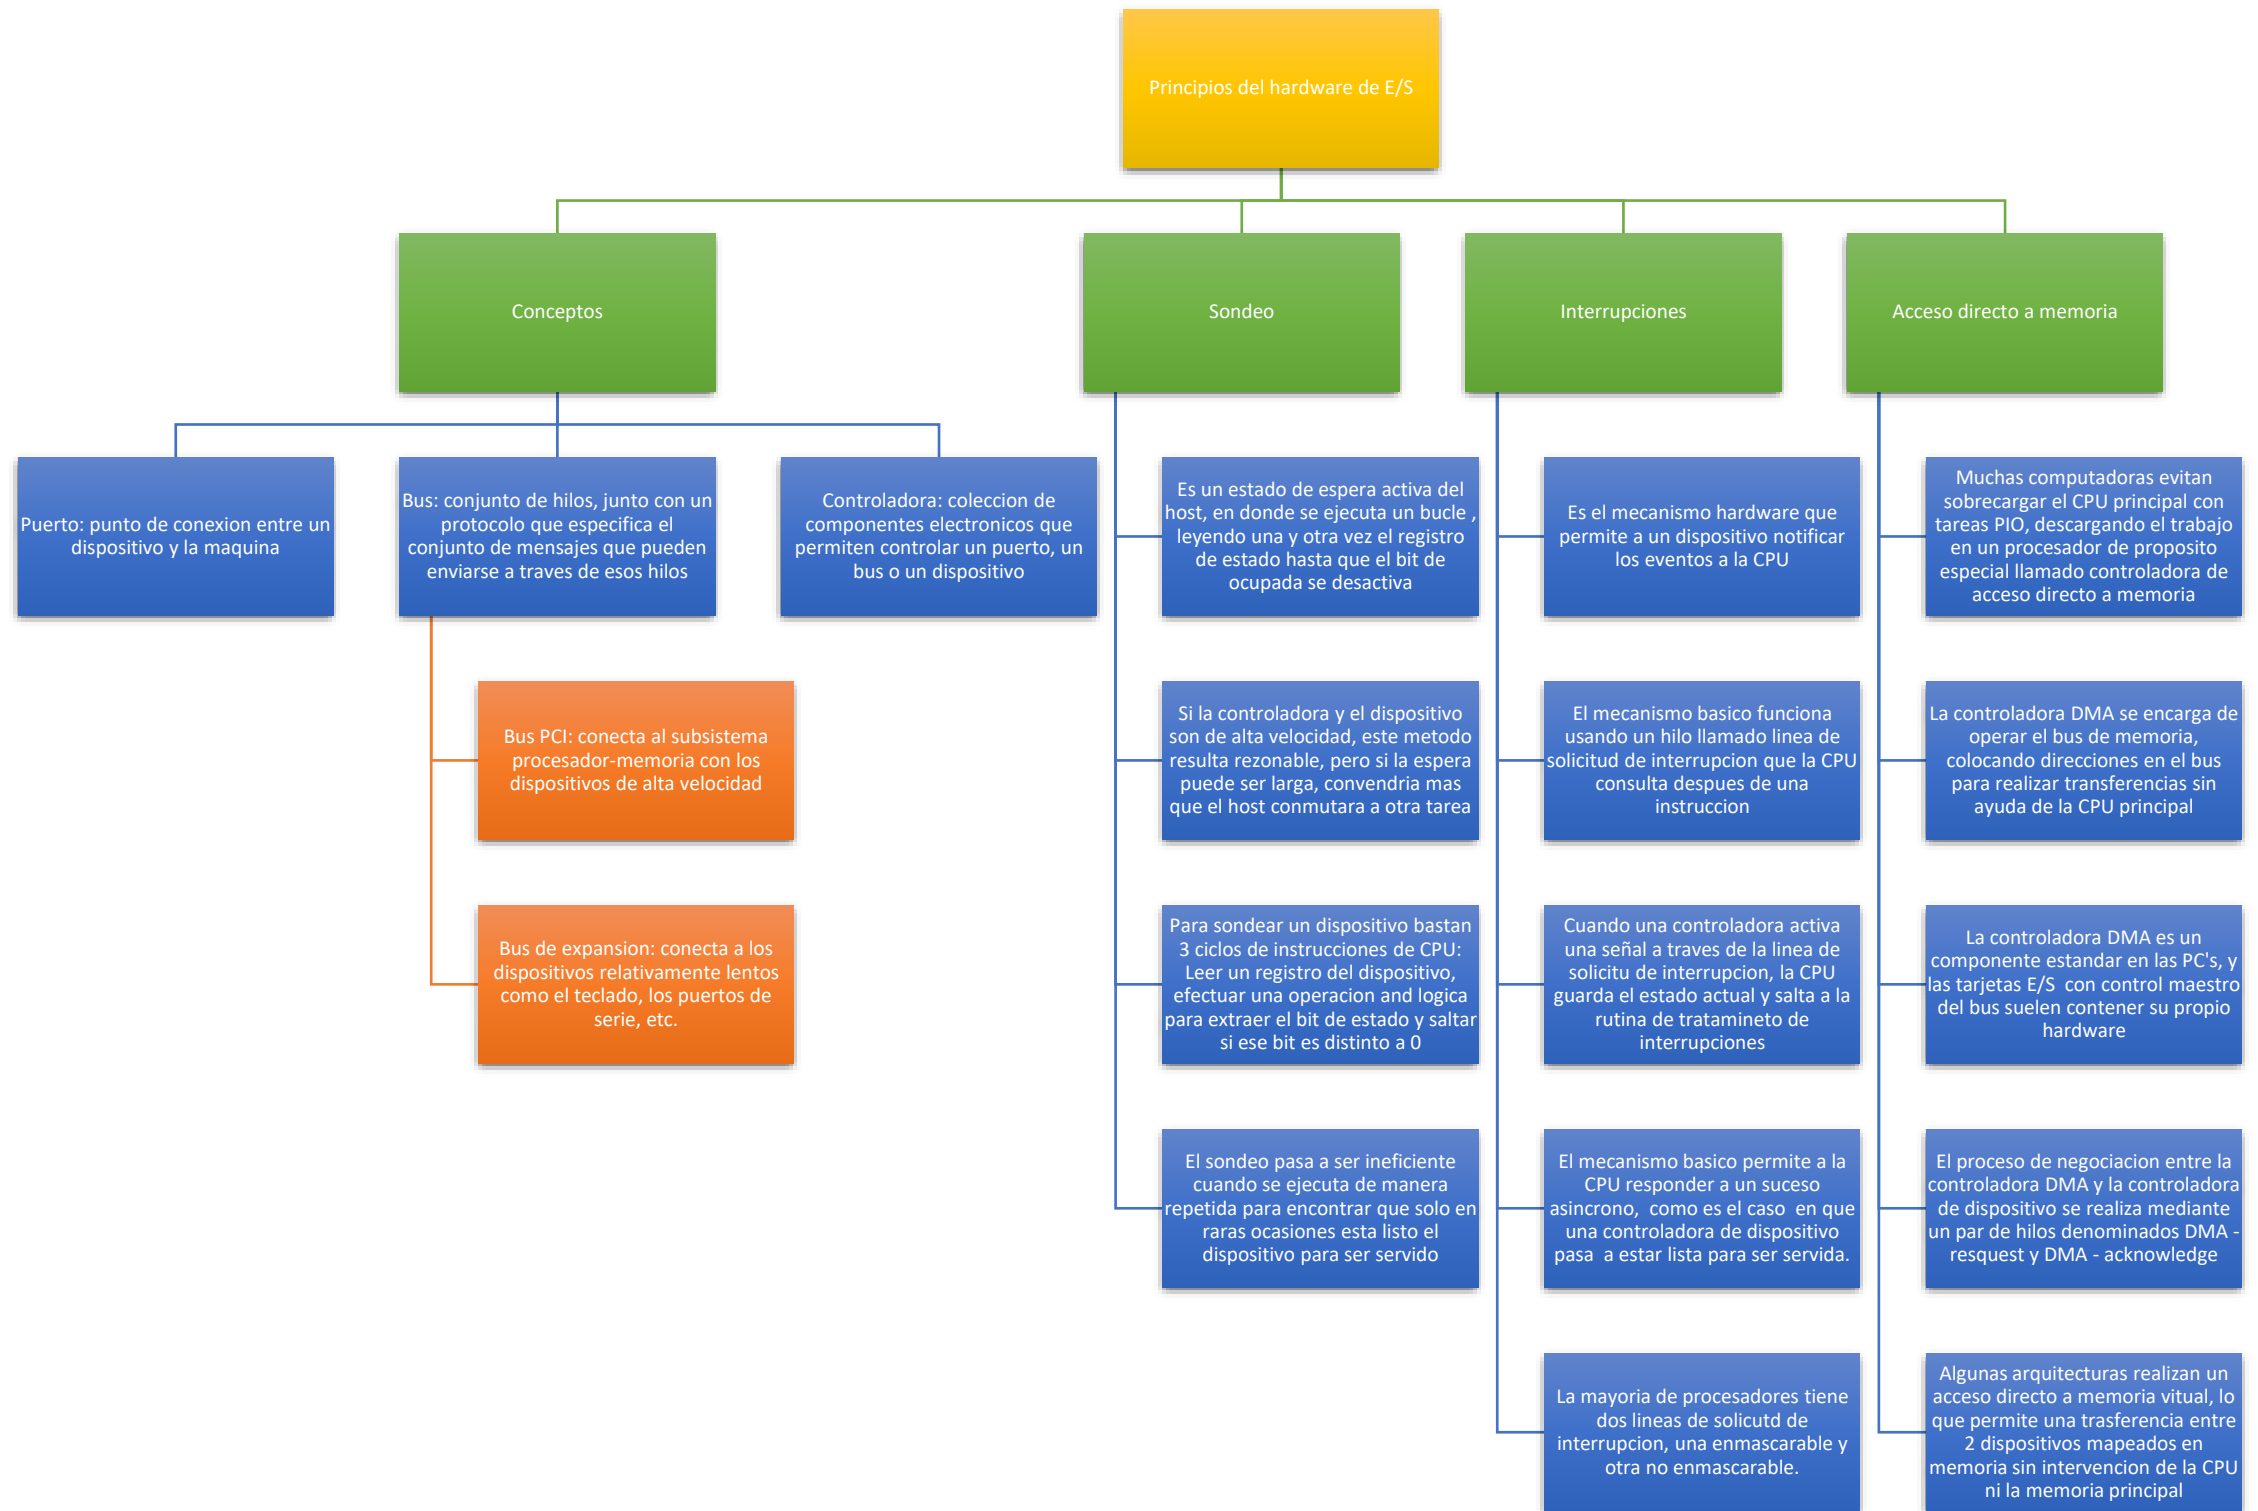 Principios del hardware de E/S
Conceptos
Sondeo
Interrupciones
Acceso directo a memoria
Puerto: punto de conexion entre un
dispositivo y la maquina
Bus: conjunto de hilos, junto con un
protocolo que especifica el
conjunto de mensajes que pueden
enviarse a traves de esos hilos
Controladora: coleccion de
componentes electronicos que
permiten controlar un puerto, un
bus o un dispositivo
Bus PCI: conecta al subsistema
procesador-memoria con los
dispositivos de alta velocidad
Bus de expansion: conecta a los
dispositivos relativamente lentos
como el teclado, los puertos de
serie, etc.
Es un estado de espera activa del
host, en donde se ejecuta un bucle ,
leyendo una y otra vez el registro
de estado hasta que el bit de
ocupada se desactiva
Si la controladora y el dispositivo
son de alta velocidad, este metodo
resulta rezonable, pero si la espera
puede ser larga, convendria mas
que el host conmutara a otra tarea
Para sondear un dispositivo bastan
3 ciclos de instrucciones de CPU:
Leer un registro del dispositivo,
efectuar una operacion and logica
para extraer el bit de estado y saltar
si ese bit es distinto a 0
El sondeo pasa a ser ineficiente
cuando se ejecuta de manera
repetida para encontrar que solo en
raras ocasiones esta listo el
dispositivo para ser servido
Es el mecanismo hardware que
permite a un dispositivo notificar
los eventos a la CPU
El mecanismo basico funciona
usando un hilo llamado linea de
solicitud de interrupcion que la CPU
consulta despues de una
instruccion
Cuando una controladora activa
una señal a traves de la linea de
solicitu de interrupcion, la CPU
guarda el estado actual y salta a la
rutina de tratamineto de
interrupciones
El mecanismo basico permite a la
CPU responder a un suceso
asincrono, como es el caso en que
una controladora de dispositivo
pasa a estar lista para ser servida.
La mayoria de procesadores tiene
dos lineas de solicutd de
interrupcion, una enmascarable y
otra no enmascarable.
Muchas computadoras evitan
sobrecargar el CPU principal con
tareas PIO, descargando el trabajo
en un procesador de proposito
especial llamado controladora de
acceso directo a memoria
La controladora DMA se encarga de
operar el bus de memoria,
colocando direcciones en el bus
para realizar transferencias sin
ayuda de la CPU principal
La controladora DMA es un
componente estandar en las PC's, y
las tarjetas E/S con control maestro
del bus suelen contener su propio
hardware
El proceso de negociacion entre la
controladora DMA y la controladora
de dispositivo se realiza mediante
un par de hilos denominados DMA -
resquest y DMA - acknowledge
Algunas arquitecturas realizan un
acceso directo a memoria vitual, lo
que permite una trasferencia entre
2 dispositivos mapeados en
memoria sin intervencion de la CPU
ni la memoria principal